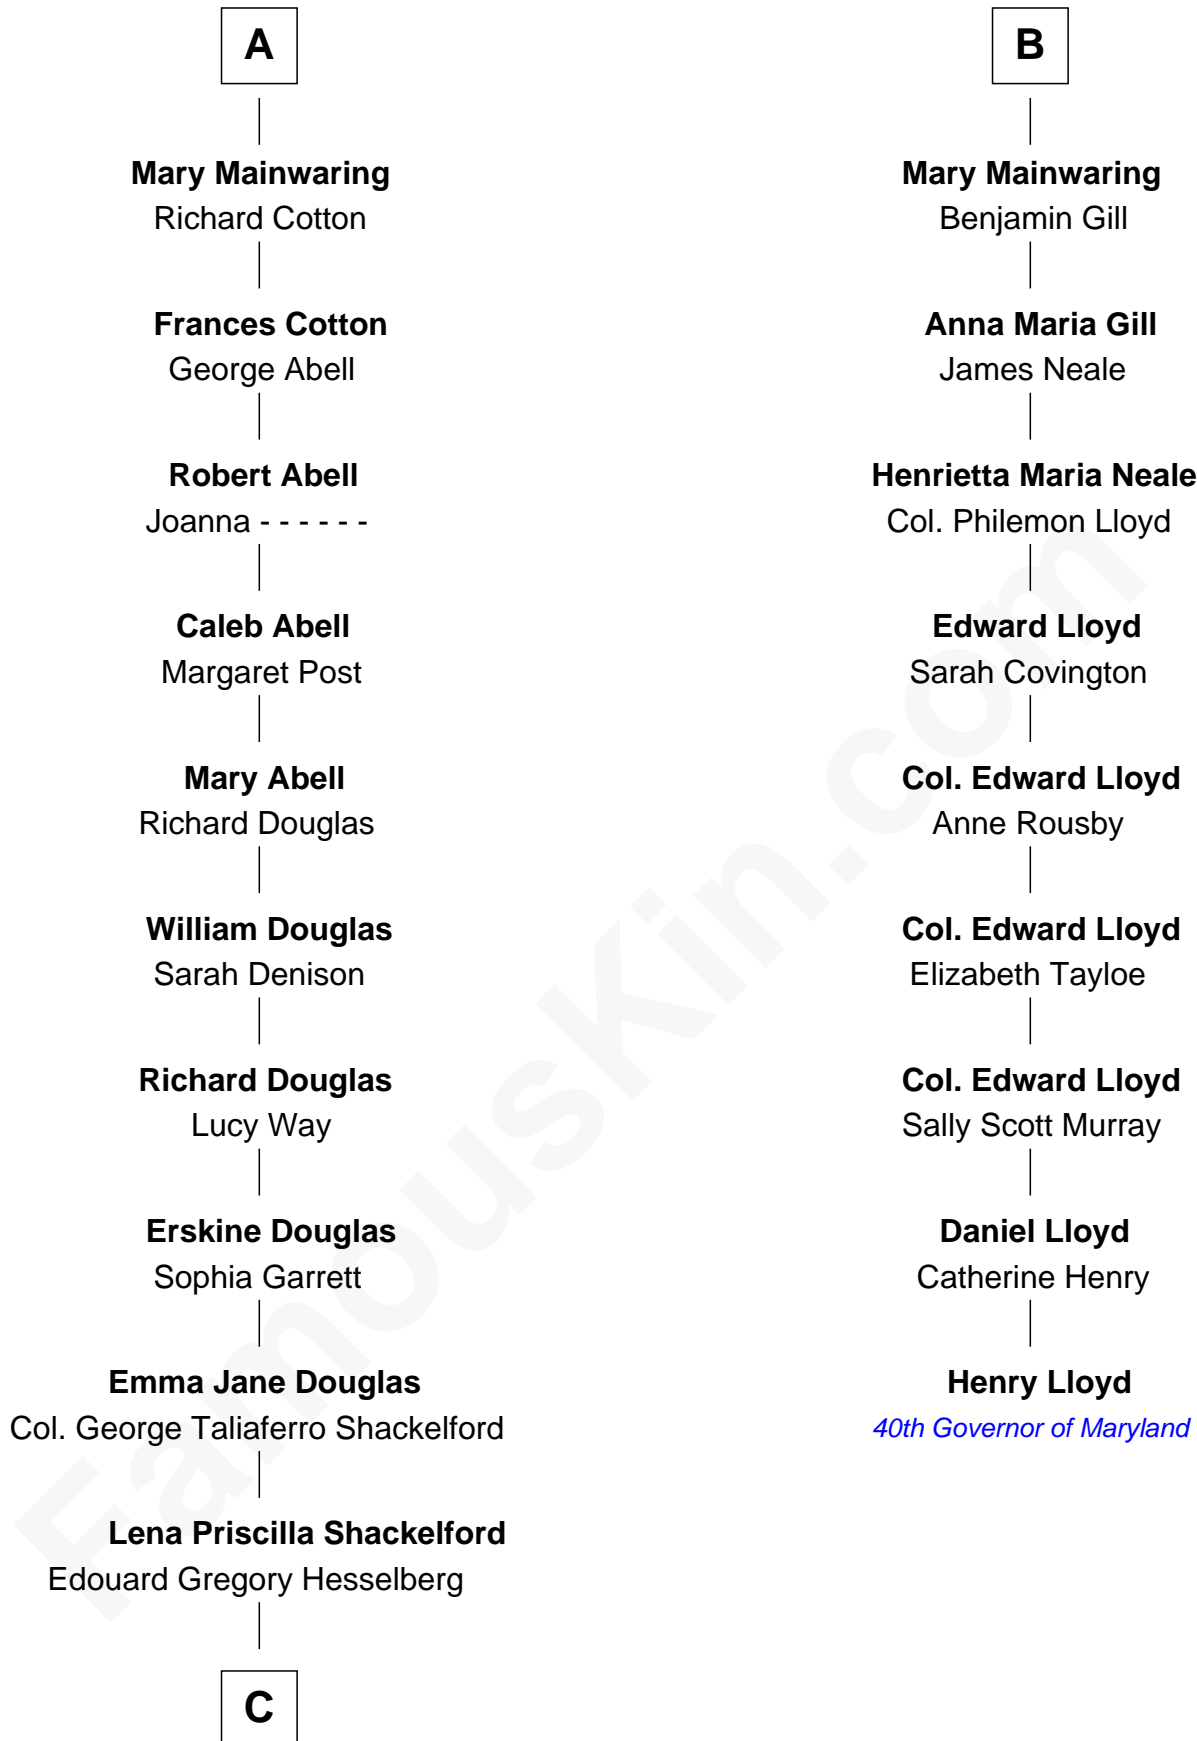 A
Mary Mainwaring
Richard Cotton
Frances Cotton
George Abell
Robert Abell
Joanna - - - - - -
Caleb Abell
Margaret Post
Mary Abell
Richard Douglas
William Douglas
Sarah Denison
Richard Douglas
Lucy Way
Erskine Douglas
Sophia Garrett
Emma Jane Douglas
Col. George Taliaferro Shackelford
Lena Priscilla Shackelford
Edouard Gregory Hesselberg
C
B
Mary Mainwaring
Benjamin Gill
Anna Maria Gill
James Neale
Henrietta Maria Neale
Col. Philemon Lloyd
Edward Lloyd
Sarah Covington
Col. Edward Lloyd
Anne Rousby
Col. Edward Lloyd
Elizabeth Tayloe
Col. Edward Lloyd
Sally Scott Murray
Daniel Lloyd
Catherine Henry
Henry Lloyd
40th Governor of Maryland
FamousKin.com